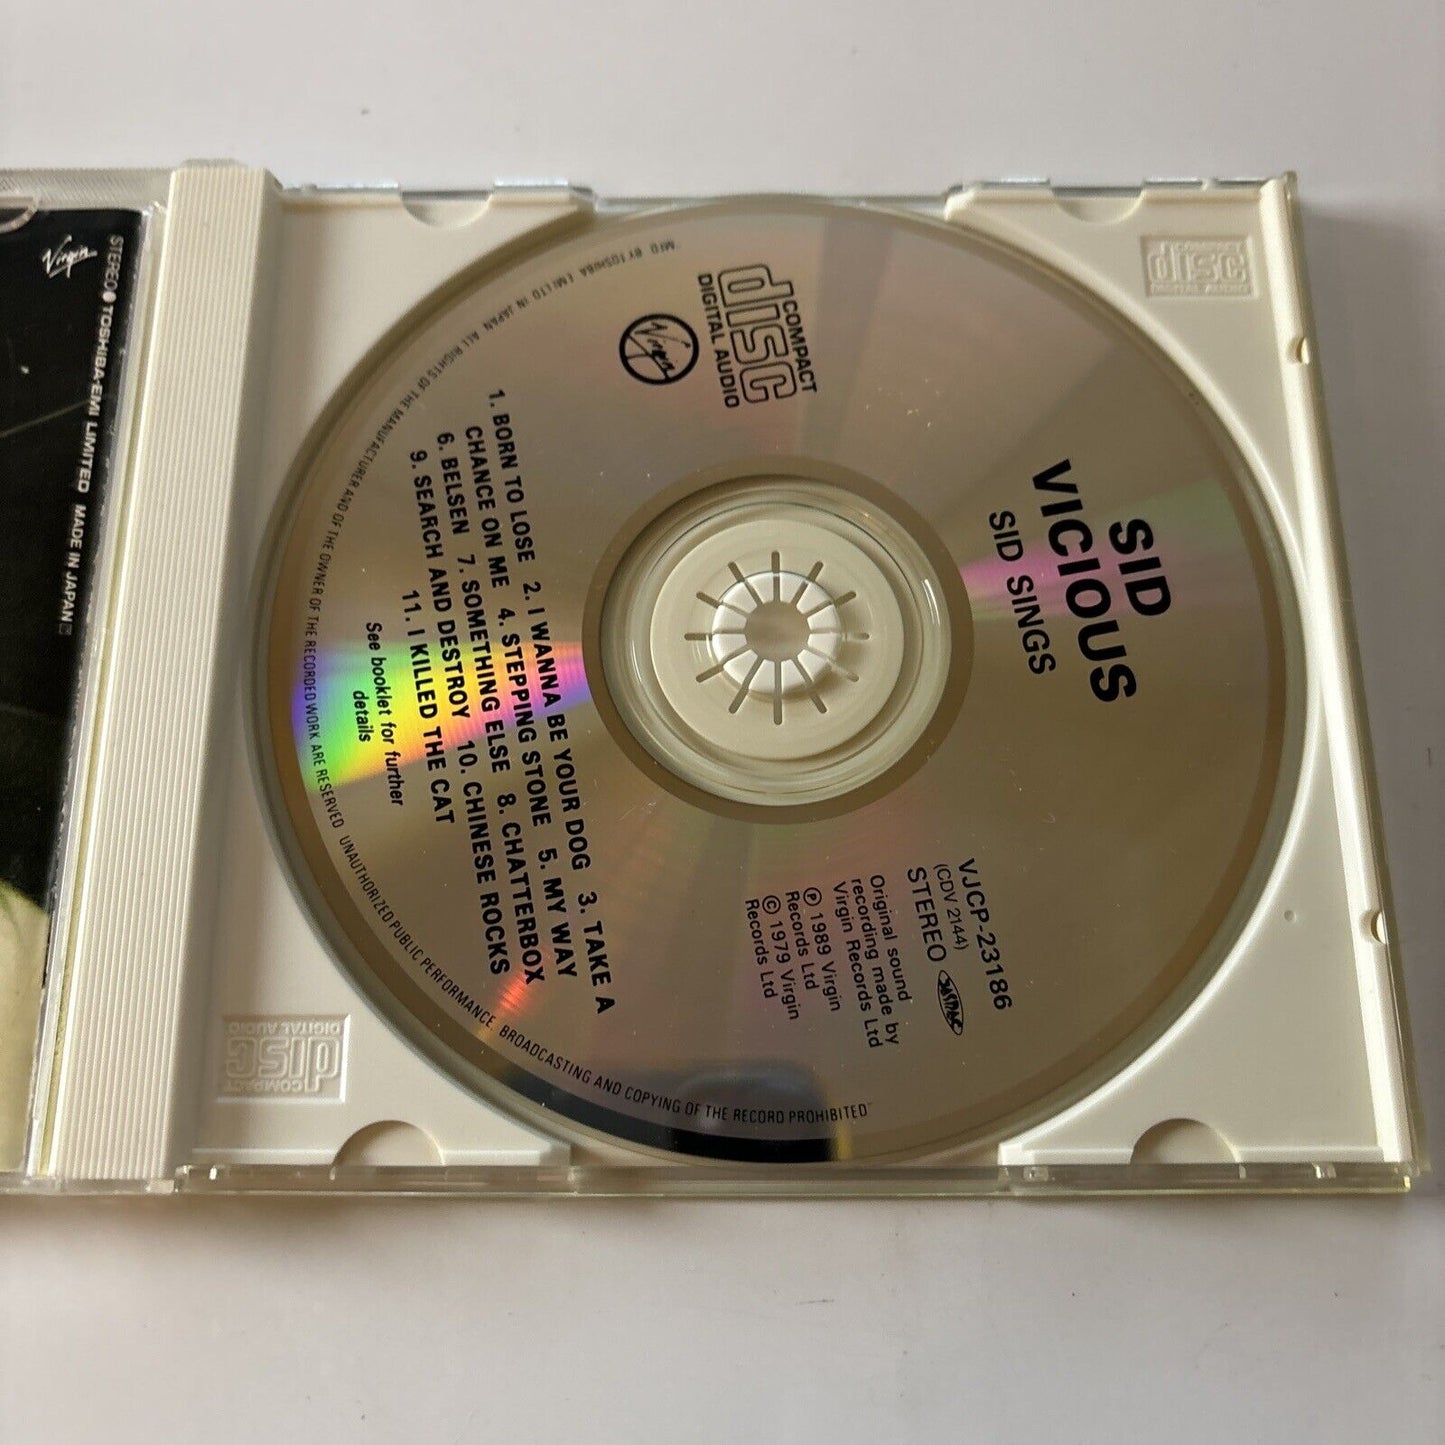 Virgin
STEREO ● TOSHIBA-EMI LIMITED MADE IN JAPAN
SID
VICIOUS
SID SINGS
COMPACT
disc
DIGITAL AUDIO
Virgin
VJCP-23186
(CDV 2144)
STEREO
JASRAC
Original sound
recording made by
Virgin Records Ltd
℗ 1989 Virgin
Records Ltd
© 1979 Virgin
Records Ltd
1. BORN TO LOSE 2. I WANNA BE YOUR DOG 3. TAKE A
CHANCE ON ME 4. STEPPING STONE 5. MY WAY
6. BELSEN 7. SOMETHING ELSE 8. CHATTERBOX
9. SEARCH AND DESTROY 10. CHINESE ROCKS
11. I KILLED THE CAT
See booklet for further
details
MFD BY TOSHIBA EMI LTD IN JAPAN ALL RIGHTS OF THE MANUFACTURER AND OF THE OWNER OF THE RECORDED WORK ARE RESERVED UNAUTHORIZED PUBLIC PERFORMANCE BROADCASTING AND COPYING OF THE RECORD PROHIBITED
COMPACT
disc
DIGITAL AUDIO
COMPACT
disc
DIGITAL AUDIO